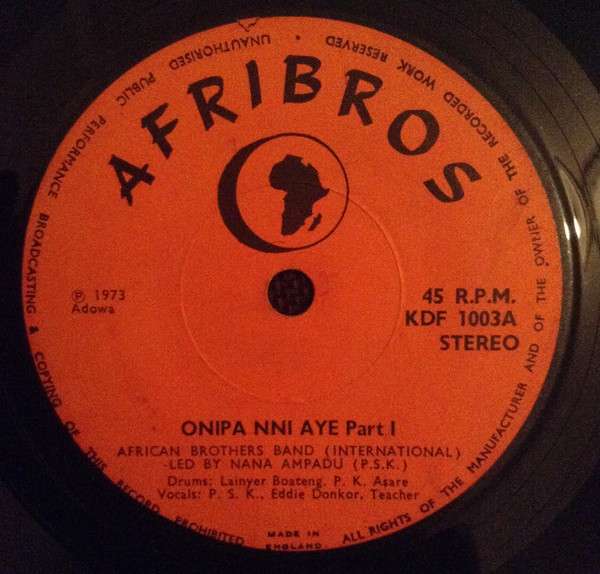 ALL RIGHTS OF THE MANUFACTURER AND OF THE OWNER OF THE RECORDED WORK RESERVED
UNAUTHORISED PUBLIC PERFORMANCE BROADCASTING & COPYING OF THIS RECORD PROHIBITED
AFRIBROS
℗ 1973
Adowa
45 R.P.M.
KDF 1003A
STEREO
ONIPA NNI AYE Part I
AFRICAN BROTHERS BAND (INTERNATIONAL)
-LED BY NANA AMPADU (P.S.K.)
Drums: Lainyer Boateng, P. K. Asare
Vocals: P. S. K., Eddie Donkor, Teacher
MADE IN
ENGLAND.